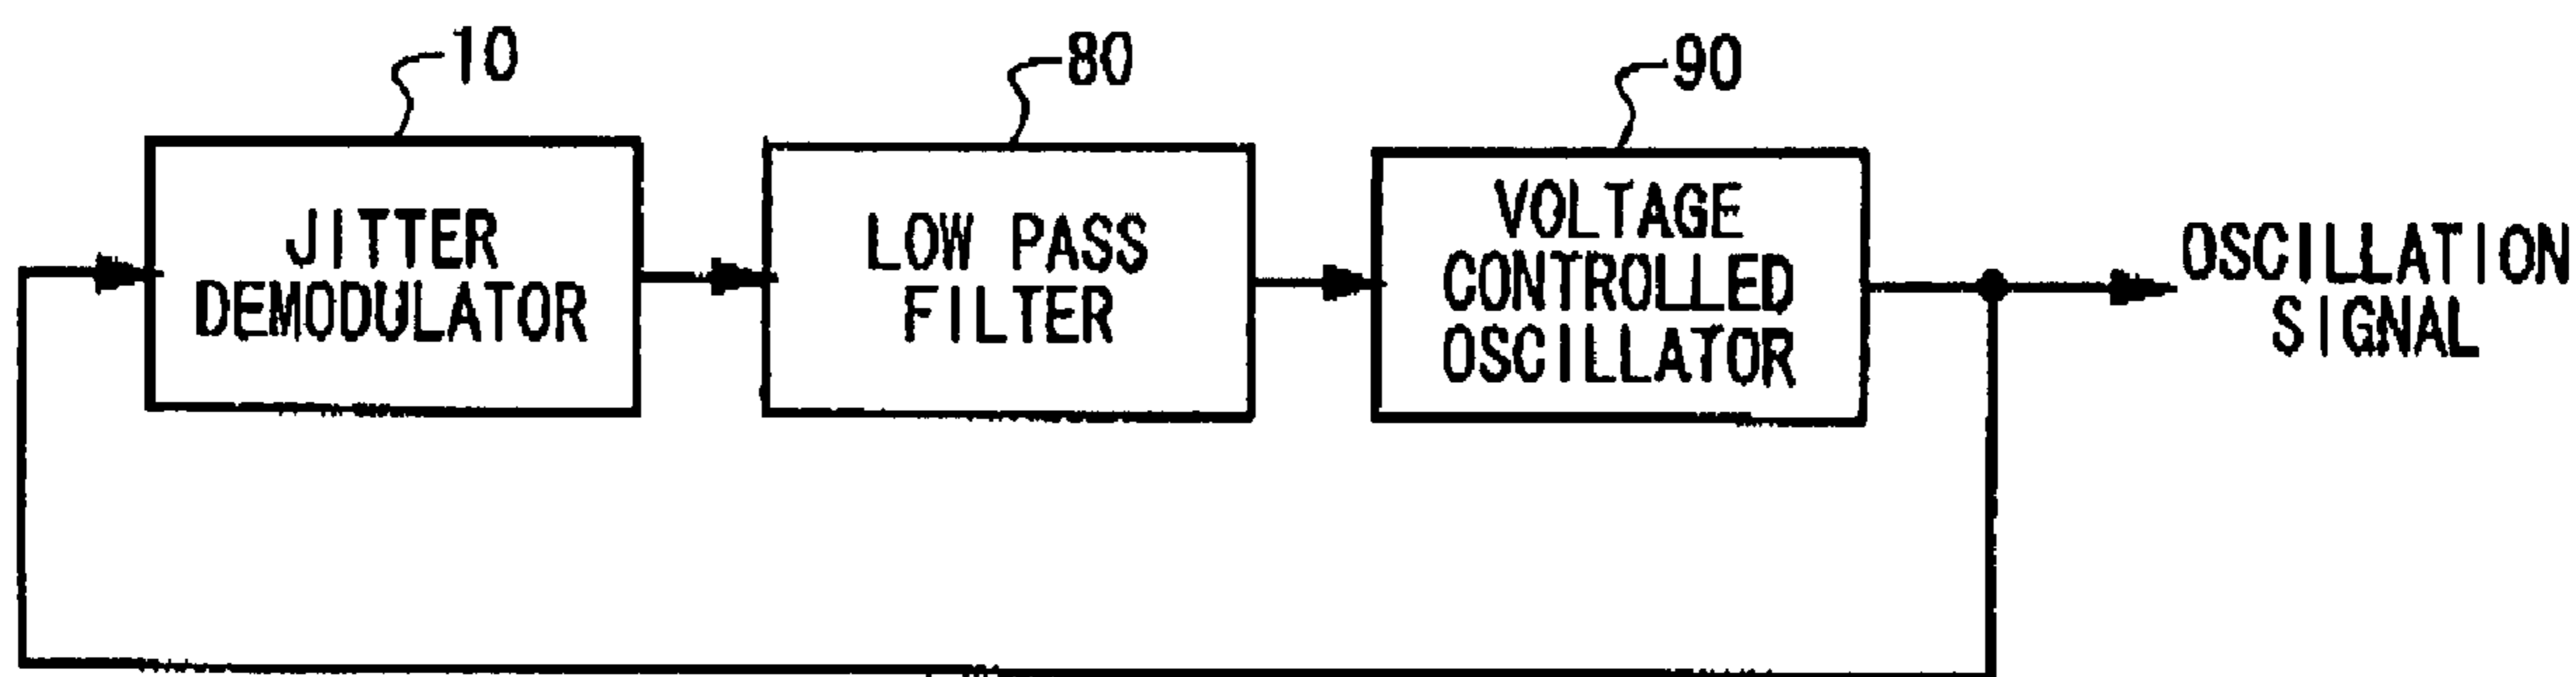 10
80
90
JITTER
DEMODULATOR
LOW PASS
FILTER
VOLTAGE
CONTROLLED
OSCILLATOR
OSCILLATION
SIGNAL